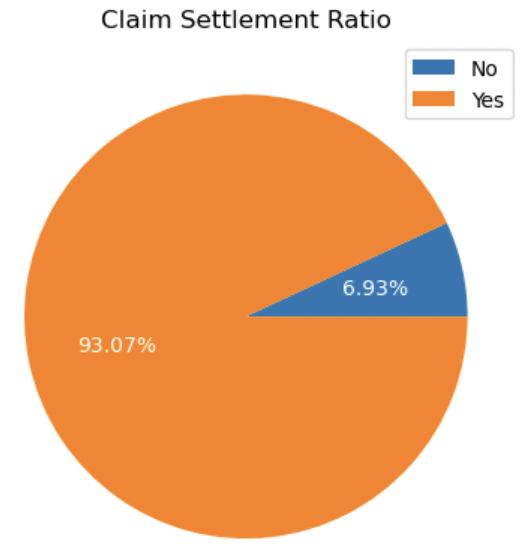 Claim Settlement Ratio
No
Yes
6.93%
93.07%